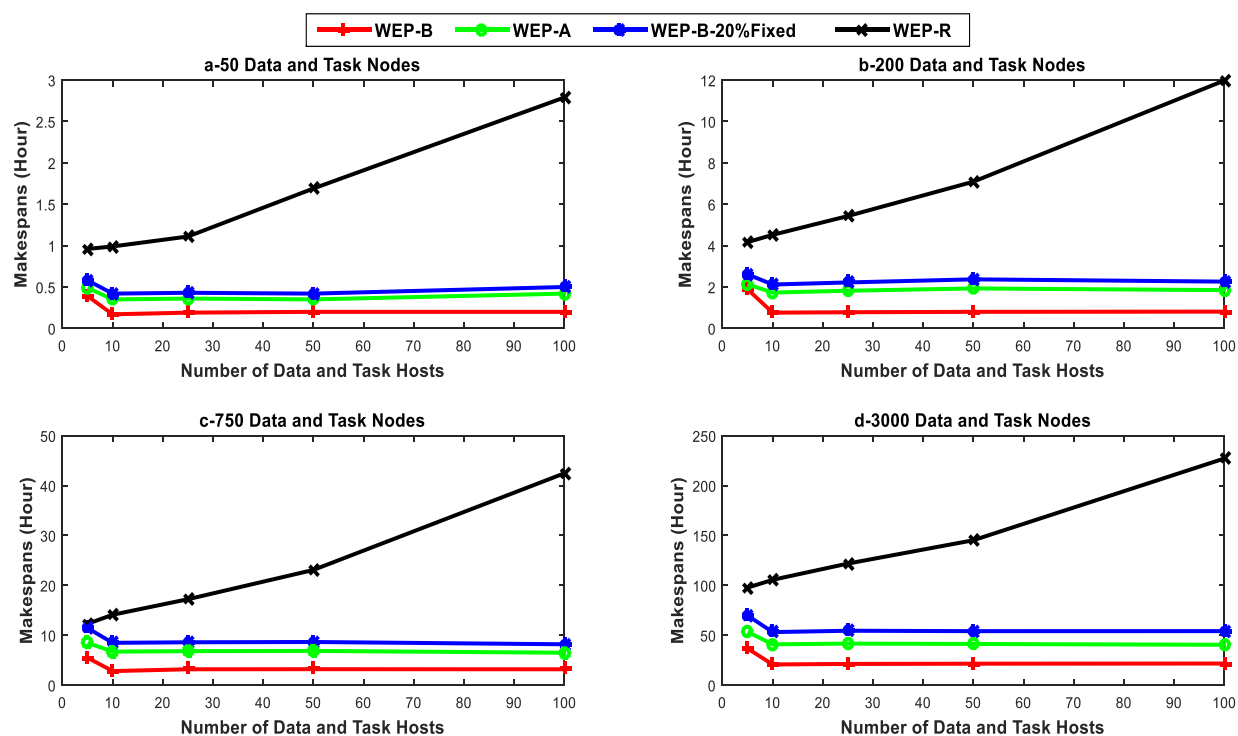 WEP-B WEP-A WEP-B-20%Fixed WEP-R
a-50 Data and Task Nodes
3
2.5
2
1.5
1
0.5
0
Makespans (Hour)
0 10 20 30 40 50 60 70 80 90 100
Number of Data and Task Hosts
b-200 Data and Task Nodes
12
10
8
6
4
2
0
Makespans (Hour)
0 10 20 30 40 50 60 70 80 90 100
Number of Data and Task Hosts
c-750 Data and Task Nodes
50
40
30
20
10
0
Makespans (Hour)
0 10 20 30 40 50 60 70 80 90 100
Number of Data and Task Hosts
d-3000 Data and Task Nodes
250
200
150
100
50
0
Makespans (Hour)
0 10 20 30 40 50 60 70 80 90 100
Number of Data and Task Hosts